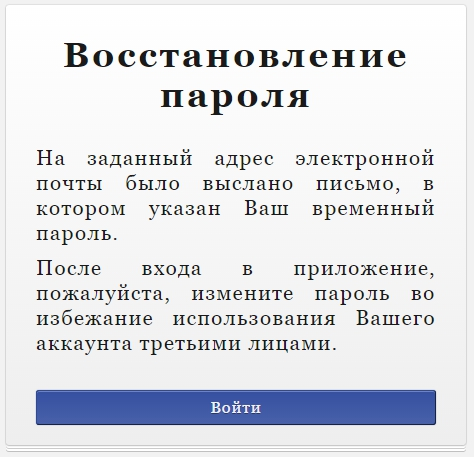 Восстановление
пароля
На заданный адрес электронной
почты было выслано письмо, в
котором указан Ваш временный
пароль.
После входа в приложение,
пожалуйста, измените пароль во
избежание использования Вашего
аккаунта третьими лицами.
Войти